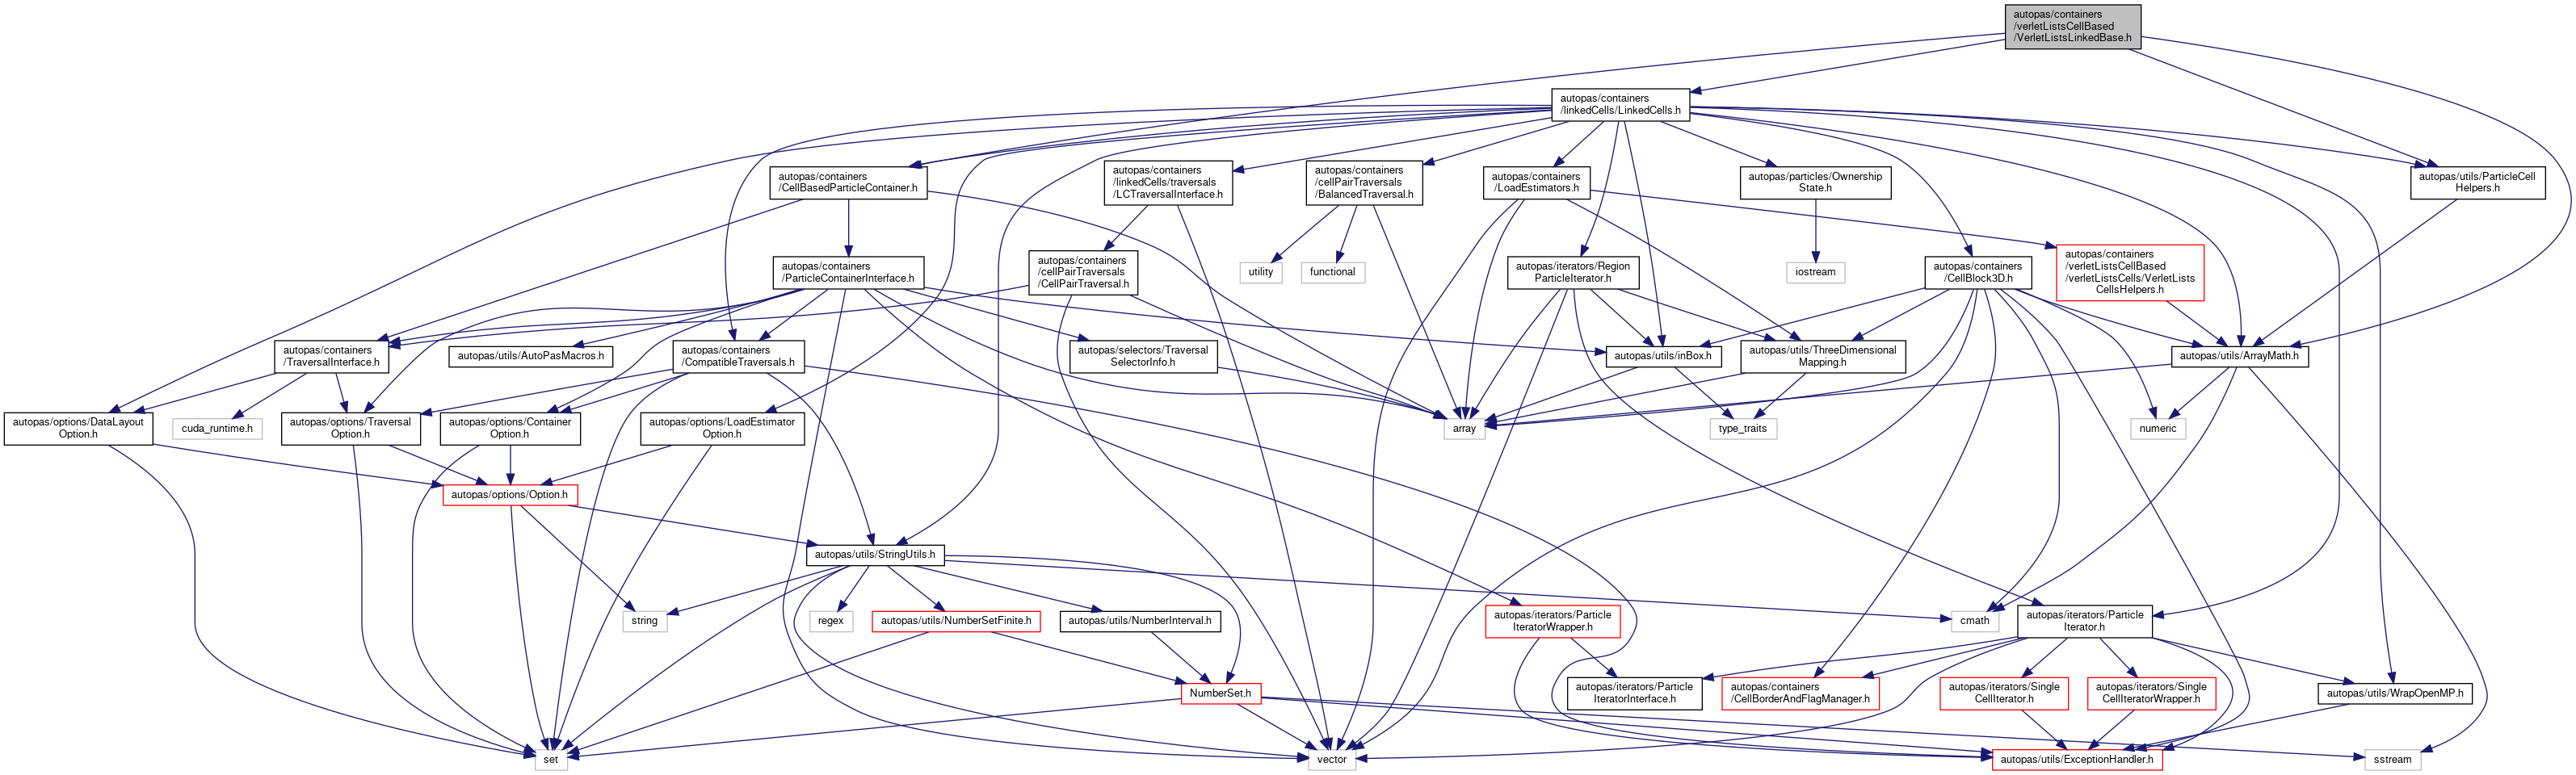 autopas/containers
/verletListsCellBased
/VerletListsLinkedBase.h
autopas/containers
/linkedCells/LinkedCells.h
autopas/containers
/CellBasedParticleContainer.h
autopas/containers
/linkedCells/traversals
/LCTraversalInterface.h
autopas/containers
/cellPairTraversals
/BalancedTraversal.h
autopas/containers
/LoadEstimators.h
autopas/particles/Ownership
State.h
autopas/utils/ParticleCell
Helpers.h
autopas/containers
/ParticleContainerInterface.h
autopas/containers
/cellPairTraversals
/CellPairTraversal.h
utility
functional
autopas/iterators/Region
ParticleIterator.h
iostream
autopas/containers
/CellBlock3D.h
autopas/containers
/verletListsCellBased
/verletListsCells/VerletLists
CellsHelpers.h
autopas/containers
/TraversalInterface.h
autopas/utils/AutoPasMacros.h
autopas/containers
/CompatibleTraversals.h
autopas/selectors/Traversal
SelectorInfo.h
autopas/utils/inBox.h
autopas/utils/ThreeDimensional
Mapping.h
autopas/utils/ArrayMath.h
autopas/options/DataLayout
Option.h
cuda_runtime.h
autopas/options/Traversal
Option.h
autopas/options/Container
Option.h
autopas/options/LoadEstimator
Option.h
array
type_traits
numeric
autopas/options/Option.h
autopas/utils/StringUtils.h
string
regex
autopas/utils/NumberSetFinite.h
autopas/utils/NumberInterval.h
autopas/iterators/Particle
IteratorWrapper.h
cmath
autopas/iterators/Particle
Iterator.h
NumberSet.h
autopas/iterators/Particle
IteratorInterface.h
autopas/containers
/CellBorderAndFlagManager.h
autopas/iterators/Single
CellIterator.h
autopas/iterators/Single
CellIteratorWrapper.h
autopas/utils/WrapOpenMP.h
set
vector
autopas/utils/ExceptionHandler.h
sstream